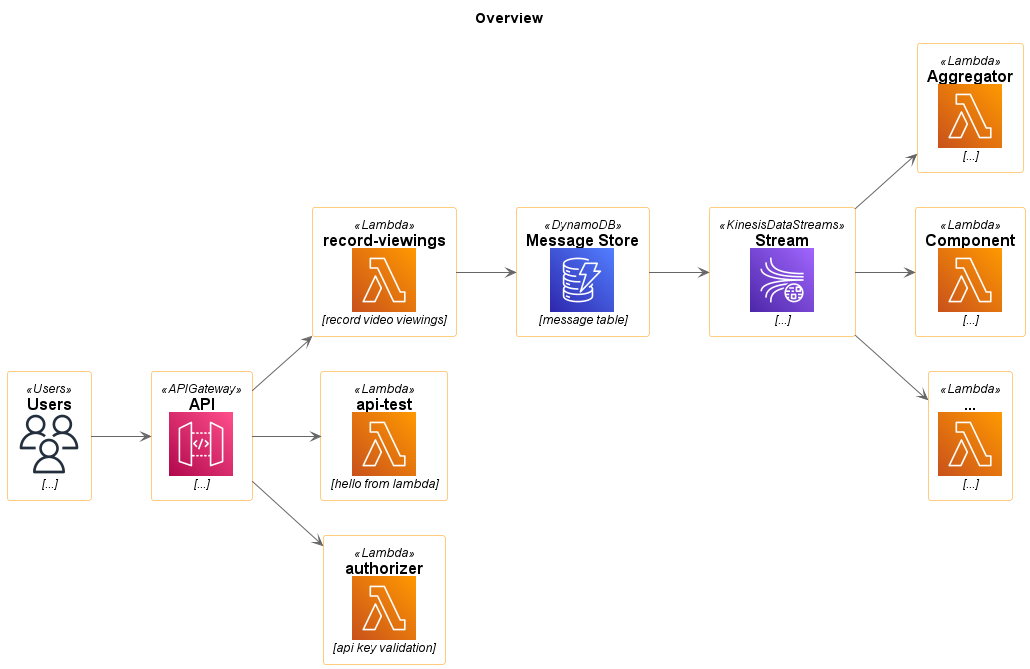 Overview
«Lambda»
Aggregator
[...]
«Lambda»
record-viewings
[record video viewings]
«DynamoDB»
Message Store
[message table]
«KinesisDataStreams»
Stream
[...]
«Lambda»
Component
[...]
«Users»
Users
[...]
«APIGateway»
API
[...]
«Lambda»
api-test
[hello from lambda]
«Lambda»
...
[...]
«Lambda»
authorizer
[api key validation]